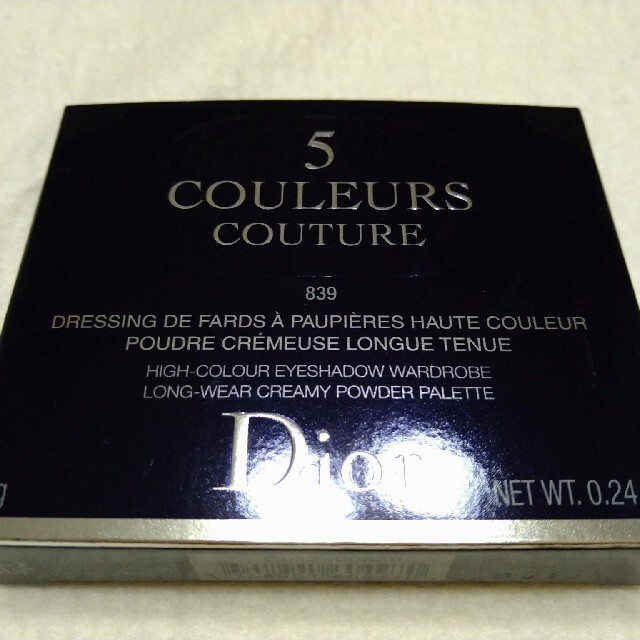 5
COULEURS
COUTURE
839
DRESSING DE FARDS À PAUPIÈRES HAUTE COULEUR
POUDRE CRÉMEUSE LONGUE TENUE
HIGH-COLOUR EYESHADOW WARDROBE
LONG-WEAR CREAMY POWDER PALETTE
Dior
g NET WT. 0.24